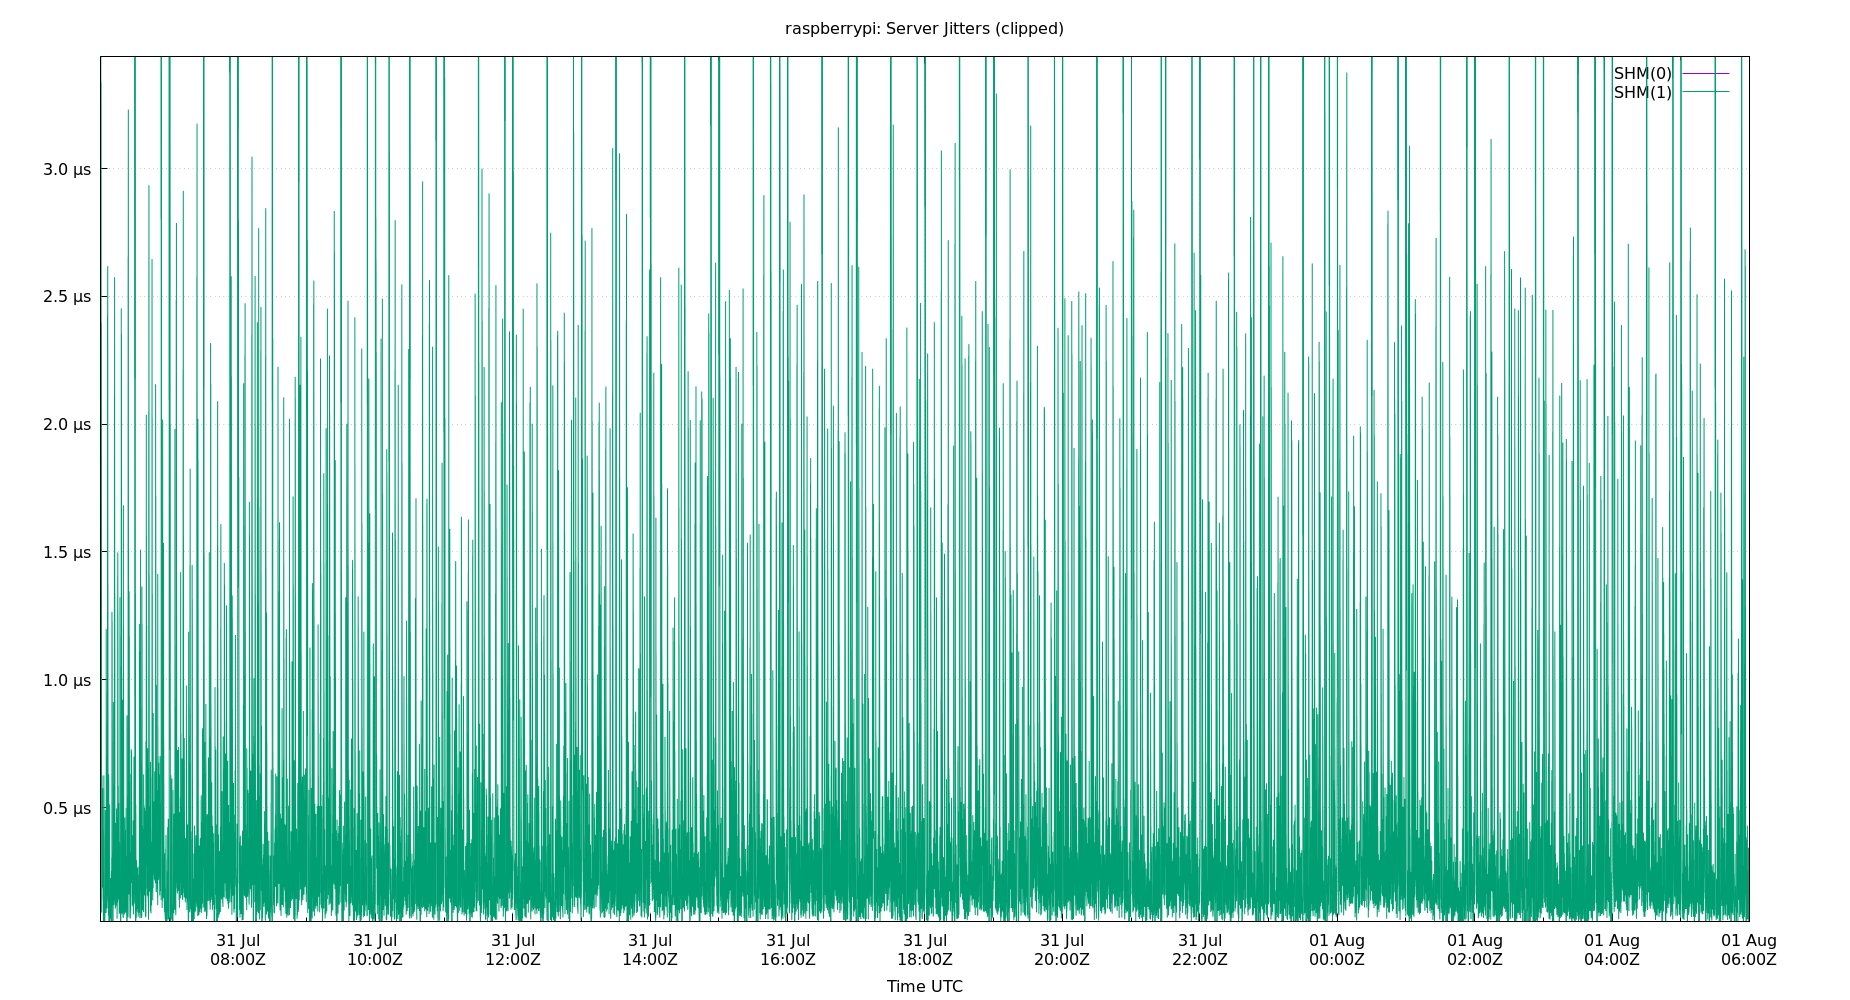 raspberrypi: Server Jitters (clipped)
SHM(0)
SHM(1)
3.0 µs
2.5 µs
2.0 µs
1.5 µs
1.0 µs
0.5 µs
31 Jul 31 Jul 31 Jul 31 Jul 31 Jul 31 Jul 31 Jul 31 Jul 01 Aug 01 Aug 01 Aug 01 Aug
08:00Z 10:00Z 12:00Z 14:00Z 16:00Z 18:00Z 20:00Z 22:00Z 00:00Z 02:00Z 04:00Z 06:00Z
Time UTC